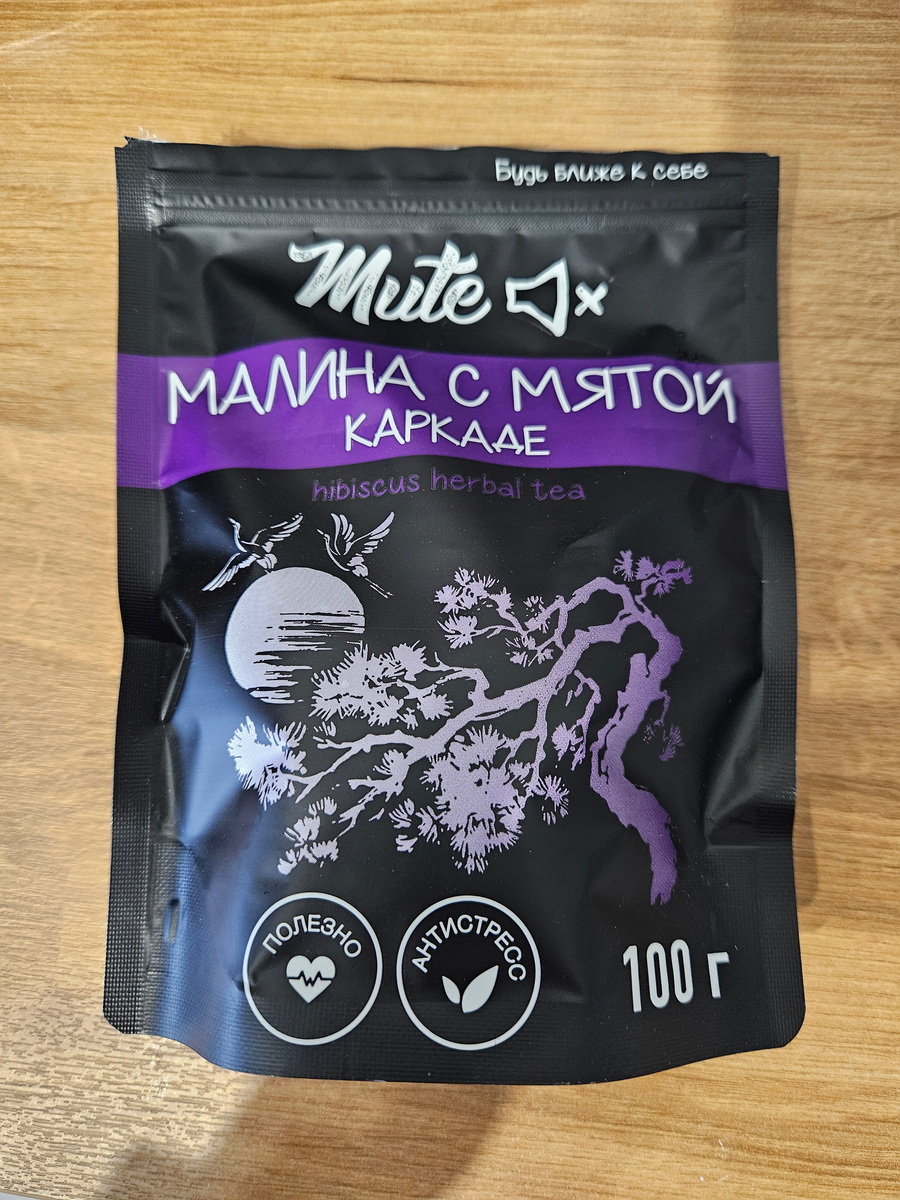 Будь ближе к себе
Mute
МАЛИНА С МЯТОЙ
КАРКАДЕ
hibiscus herbal tea
ПОЛЕЗНО
АНТИСТРЕСС
100 г